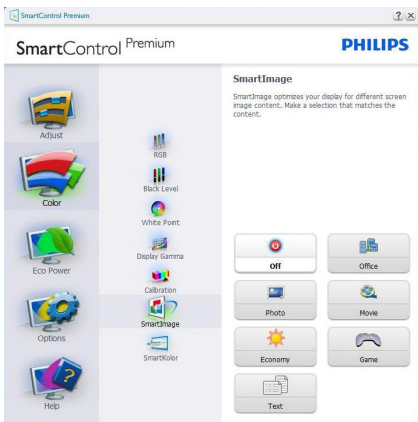 SmartControl Premium
SmartControl Premium
PHILIPS
Adjust
Color
Eco Power
Options
Help
RGB
Black Level
White Point
Display Gamma
Calibration
SmartImage
SmartKolor
SmartImage
SmartImage optimizes your display for different screen
image content. Make a selection that matches the
content.
Off
Office
Photo
Movie
Economy
Game
Text